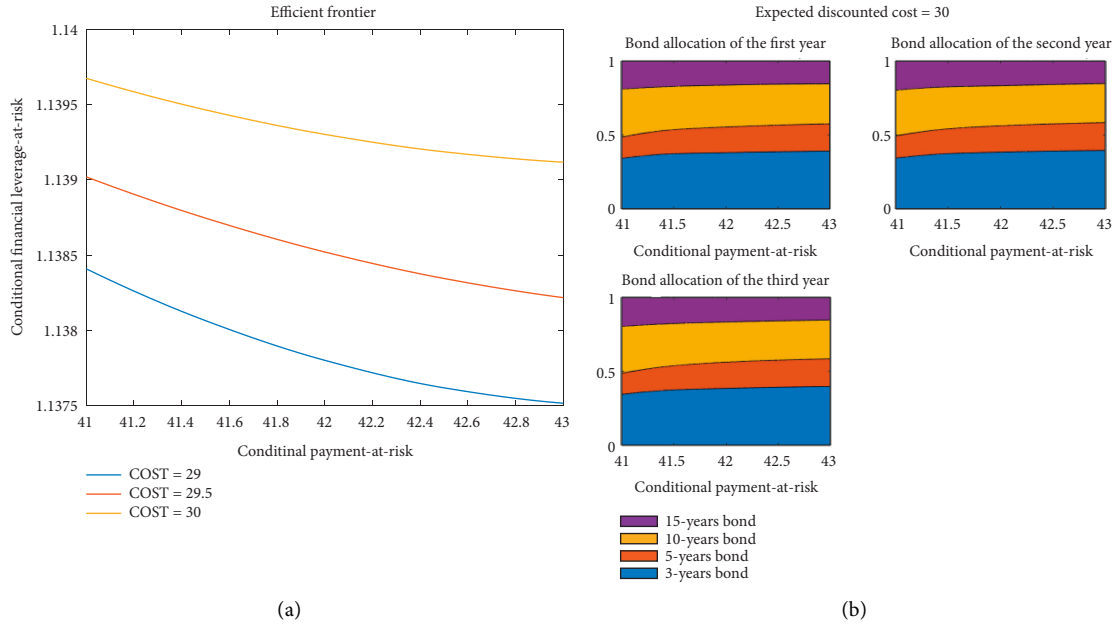 Efficient frontier
1.14
1.1395
1.139
1.1385
1.138
1.1375
Conditional financial leverage-at-risk
41 41.2 41.4 41.6 41.8 42 42.2 42.4 42.6 42.8 43
Conditinal payment-at-risk
COST = 29
COST = 29.5
COST = 30
(a)
Expected discounted cost = 30
Bond allocation of the first year
1
0.5
0
41 41.5 42 42.5 43
Conditional payment-at-risk
Bond allocation of the second year
1
0.5
0
41 41.5 42 42.5 43
Conditional payment-at-risk
Bond allocation of the third year
1
0.5
0
41 41.5 42 42.5 43
Conditional payment-at-risk
15-years bond
10-years bond
5-years bond
3-years bond
(b)